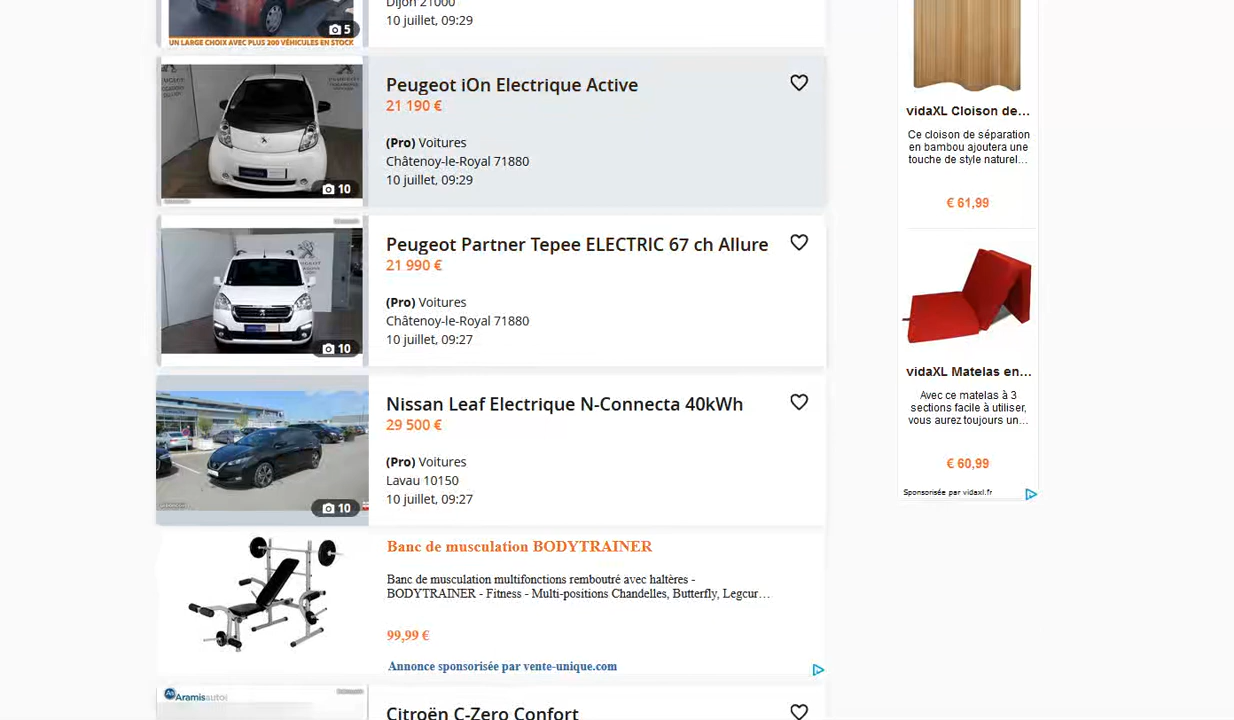 Dijon 21000
10 juillet, 09:29
5
UN LARGE CHOIX AVEC PLUS 200 VÉHICULES EN STOCK
Peugeot iOn Electrique Active
21 190 €
(Pro) Voitures
Châtenoy-le-Royal 71880
10 juillet, 09:29
10
Peugeot Partner Tepee ELECTRIC 67 ch Allure
21 990 €
(Pro) Voitures
Châtenoy-le-Royal 71880
10 juillet, 09:27
10
Nissan Leaf Electrique N-Connecta 40kWh
29 500 €
(Pro) Voitures
Lavau 10150
10 juillet, 09:27
10
Banc de musculation BODYTRAINER
Banc de musculation multifonctions rembourré avec haltères -
BODYTRAINER - Fitness - Multi-positions Chandelles, Butterfly, Legcur…
99,99 €
Annonce sponsorisée par vente-unique.com
Aramisauto
Citroën C-Zero Confort
vidaXL Cloison de...
Ce cloison de séparation
en bambou ajoutera une
touche de style naturel...
€ 61,99
vidaXL Matelas en...
Avec ce matelas à 3
sections facile à utiliser,
vous aurez toujours un...
€ 60,99
Sponsorisée par vidaxl.fr